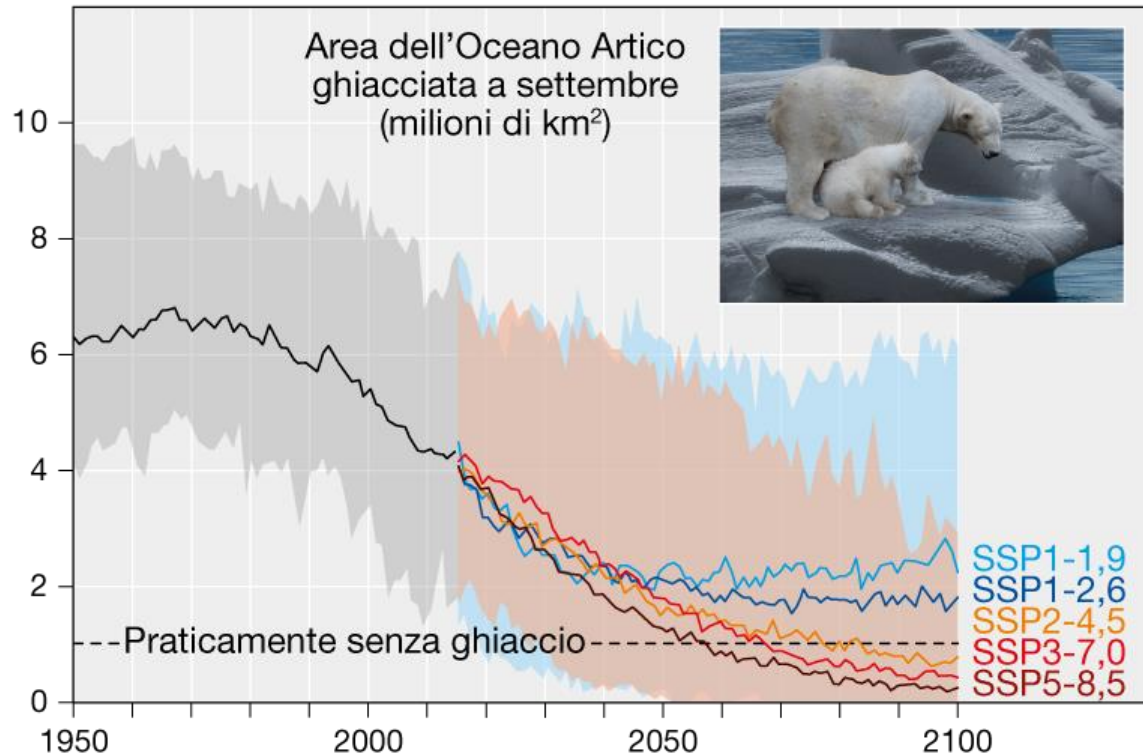 Area dell’Oceano Artico
ghiacciata a settembre
(milioni di km²)
10
8
6
4
2
0
Praticamente senza ghiaccio
SSP1-1,9
SSP1-2,6
SSP2-4,5
SSP3-7,0
SSP5-8,5
1950 2000 2050 2100